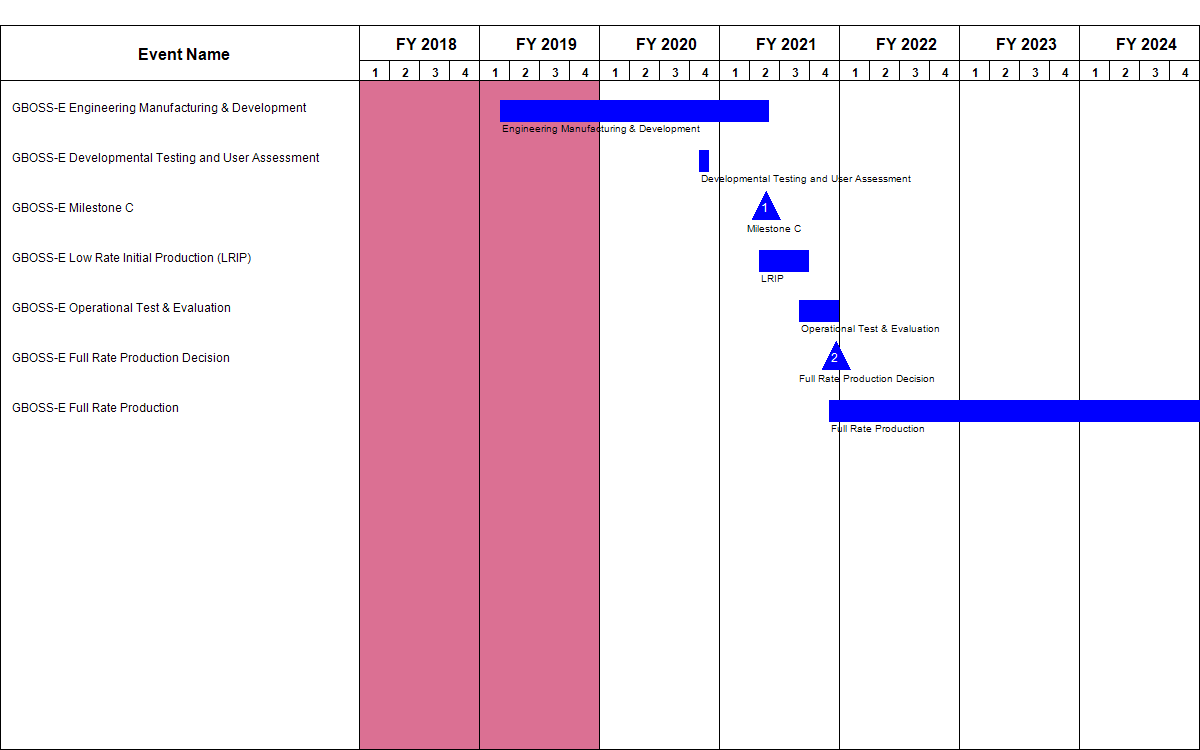 Event Name FY 2018 FY 2019 FY 2020 FY 2021 FY 2022 FY 2023 FY 2024
1 2 3 4 1 2 3 4 1 2 3 4 1 2 3 4 1 2 3 4 1 2 3 4 1 2 3 4
GBOSS-E Engineering Manufacturing & Development
Engineering Manufacturing & Development
GBOSS-E Developmental Testing and User Assessment
Developmental Testing and User Assessment
GBOSS-E Milestone C 1
Milestone C
GBOSS-E Low Rate Initial Production (LRIP)
LRIP
GBOSS-E Operational Test & Evaluation
Operational Test & Evaluation
GBOSS-E Full Rate Production Decision 2
Full Rate Production Decision
GBOSS-E Full Rate Production
Full Rate Production